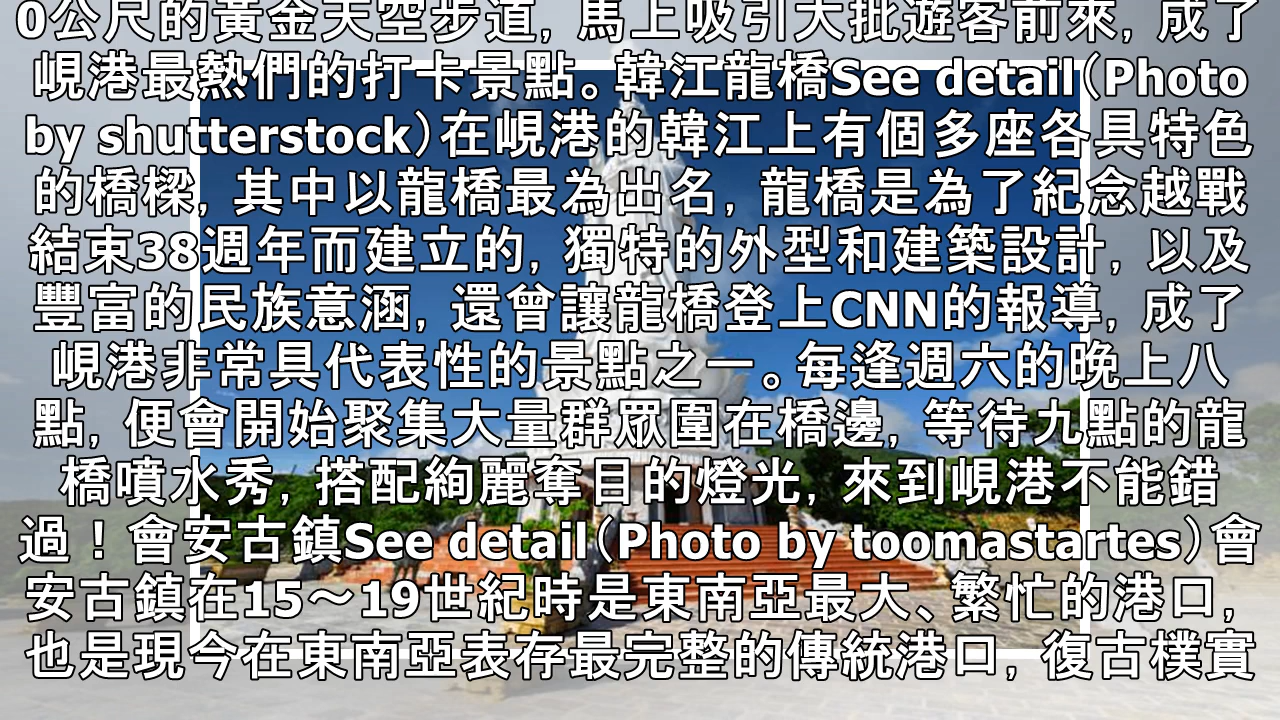 0公尺的黃金天空步道，馬上吸引大批遊客前來，成了
峴港最熱們的打卡景點。韓江龍橋See detail（Photo
by shutterstock）在峴港的韓江上有個多座各具特色
的橋樑，其中以龍橋最為出名，龍橋是為了紀念越戰
結束38週年而建立的，獨特的外型和建築設計，以及
豐富的民族意涵，還曾讓龍橋登上CNN的報導，成了
峴港非常具代表性的景點之一。每逢週六的晚上八
點，便會開始聚集大量群眾圍在橋邊，等待九點的龍
橋噴水秀，搭配絢麗奪目的燈光，來到峴港不能錯
過！會安古鎮See detail（Photo by toomastartes）會
安古鎮在15～19世紀時是東南亞最大、繁忙的港口，
也是現今在東南亞表存最完整的傳統港口，復古樸實